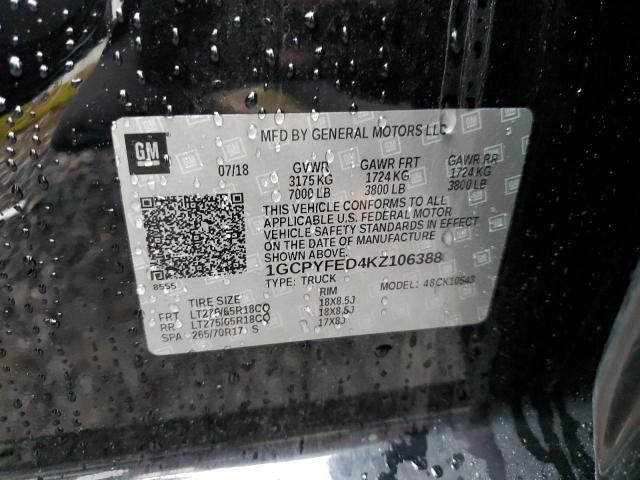 GM
MFD BY GENERAL MOTORS LLC
07/18 GVWR GAWR FRT GAWR RR
3175 KG 1724 KG 1724 KG
7000 LB 3800 LB 3800 LB
THIS VEHICLE CONFORMS TO ALL
APPLICABLE U.S. FEDERAL MOTOR
VEHICLE SAFETY STANDARDS IN EFFECT
ON THE DATE OF MANUFACTURE
SHOWN ABOVE.
1GCPYFED4KZ106388
8555 TYPE: TRUCK MODEL: 48CK10543
TIRE SIZE RIM
FRT LT275/65R18CQ 18X8.5J
RR LT275/65R18CQ 18X8.5J
SPA 265/70R17 S 17X8J